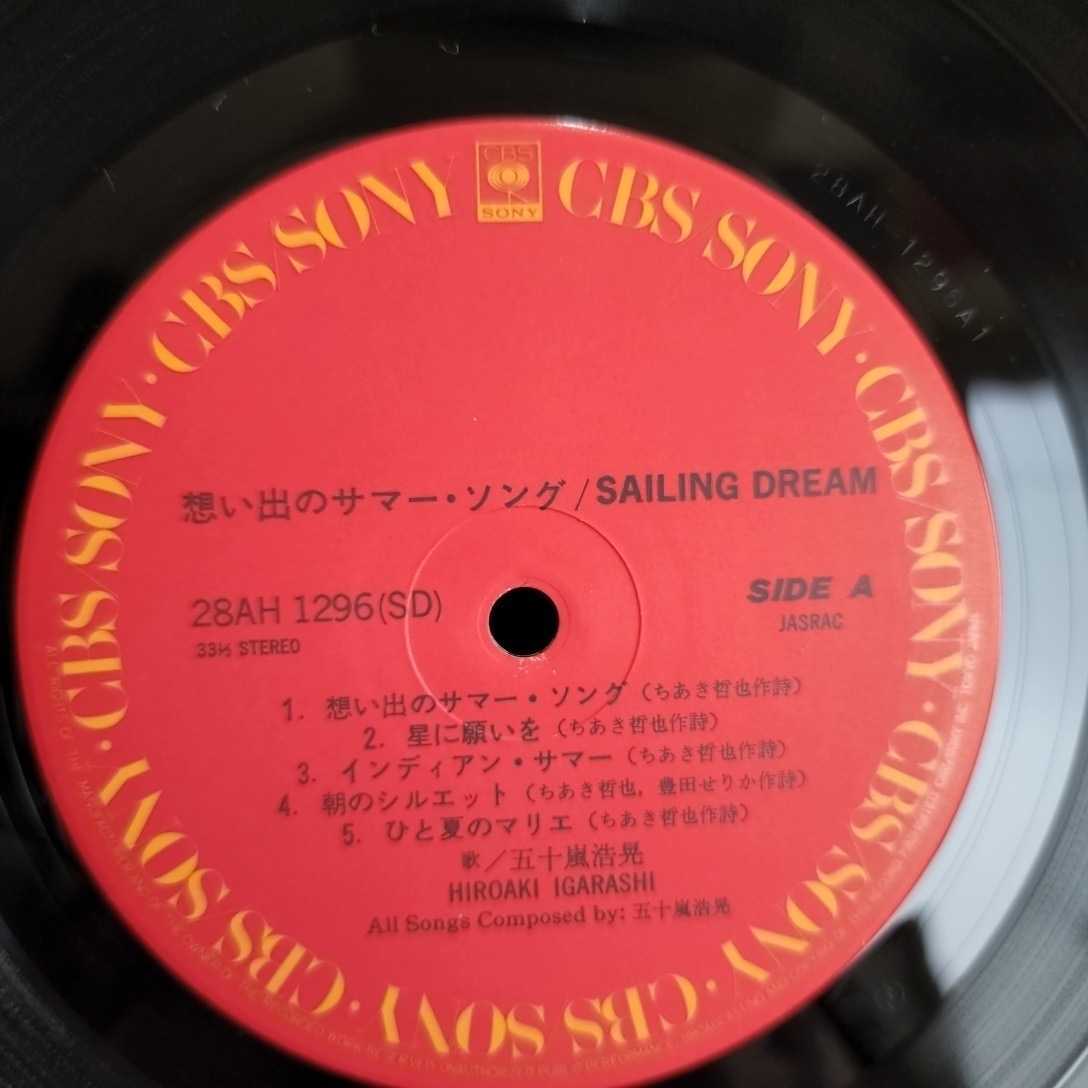 CBS
SONY
CBS/SONY · CBS/SONY · CBS/SONY · CBS/SONY · CBS/SONY · CBS/SONY · CBS/SONY · CBS SONY
28AH 1296A1
想い出のサマー・ソング/SAILING DREAM
28AH 1296(SD)
SIDE A
33⅓ STEREO
JASRAC
1. 想い出のサマー・ソング (ちあき哲也作詩)
2. 星に願いを (ちあき哲也作詩)
3. インディアン・サマー (ちあき哲也作詩)
4. 朝のシルエット (ちあき哲也, 豊田せりか作詩)
5. ひと夏のマリエ (ちあき哲也作詩)
歌/五十嵐浩晃
HIROAKI IGARASHI
All Songs Composed by: 五十嵐浩晃